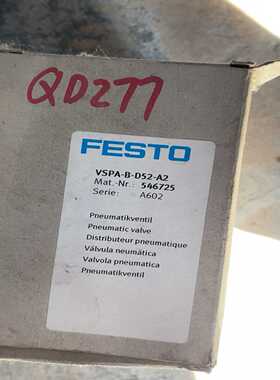 QD277
FESTO
VSPA-B-D52-A2
Mat.-Nr.: 546725
Serie: A602
Pneumatikventil
Pneumatic valve
Distributeur pneumatique
Válvula neumática
Valvola pneumatica
Pneumatikventil